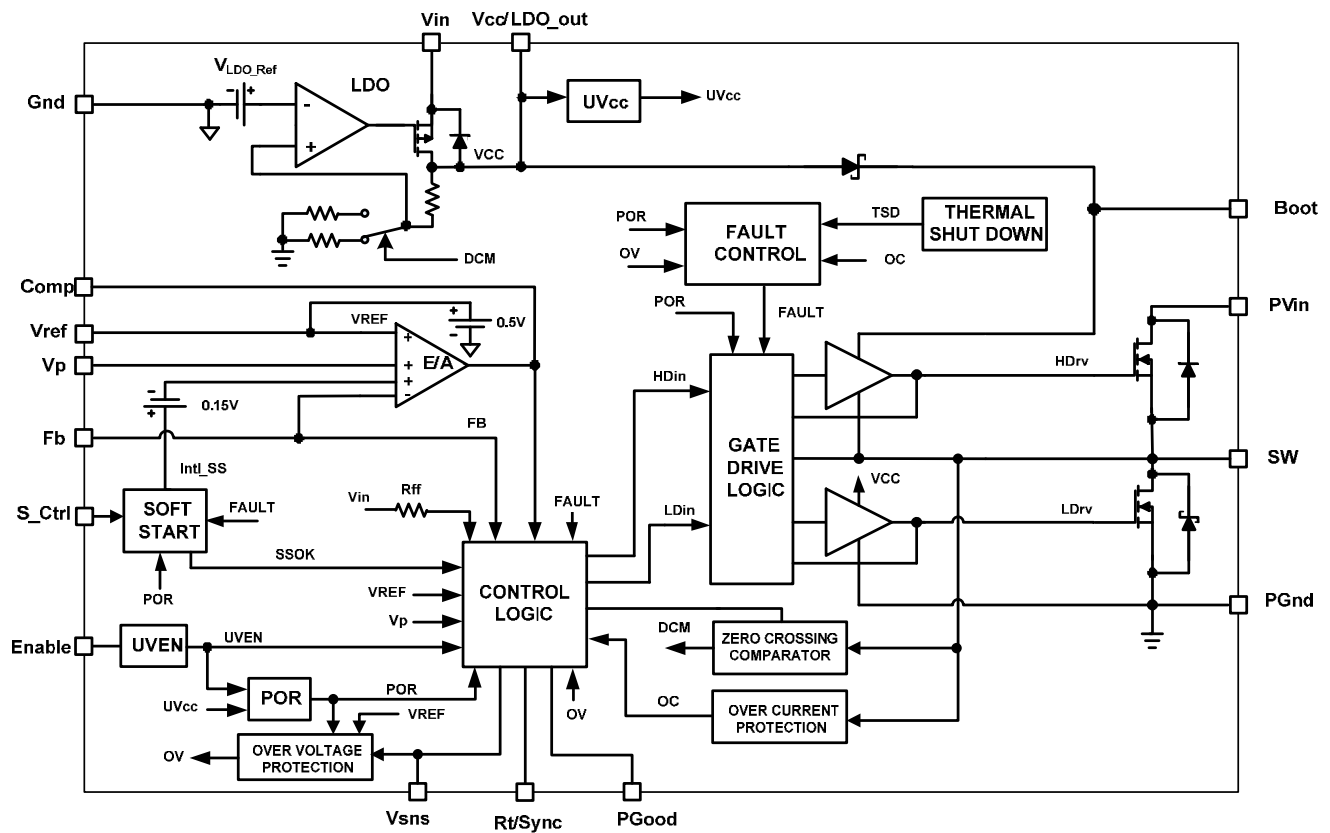 Vin
Vcc/LDO_out
VLDO_Ref
LDO
Gnd
-
+
-
+
UVcc
UVcc
VCC
Boot
DCM
POR
OV
FAULT
CONTROL
TSD
THERMAL
SHUT DOWN
OC
Comp
Vref
VREF
+
-
0.5V
Vp
+
+
+
-
E/A
-
+
0.15V
POR
FAULT
PVin
HDrv
HDin
Fb
FB
GATE
DRIVE
LOGIC
SW
Intl_SS
Vin
Rff
FAULT
VCC
S_Ctrl
SOFT
START
FAULT
LDin
LDrv
SSOK
POR
VREF
Vp
CONTROL
LOGIC
PGnd
Enable
UVEN
UVEN
DCM
ZERO CROSSING
COMPARATOR
UVcc
POR
POR
VREF
OV
OC
OVER CURRENT
PROTECTION
OV
OVER VOLTAGE
PROTECTION
Vsns
Rt/Sync
PGood